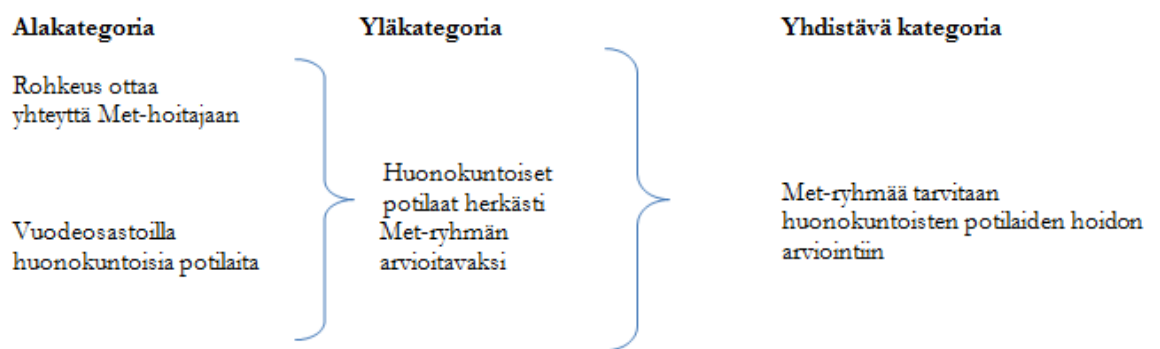 Alakategoria
Yläkategoria
Yhdistävä kategoria
Rohkeus ottaa
yhteyttä Met-hoitajaan
Vuodeosastoilla
huonokuntoisia potilaita
Huonokuntoiset
potilaat herkästi
Met-ryhmän
arvioitavaksi
Met-ryhmää tarvitaan
huonokuntoisten potilaiden hoidon
arviointiin